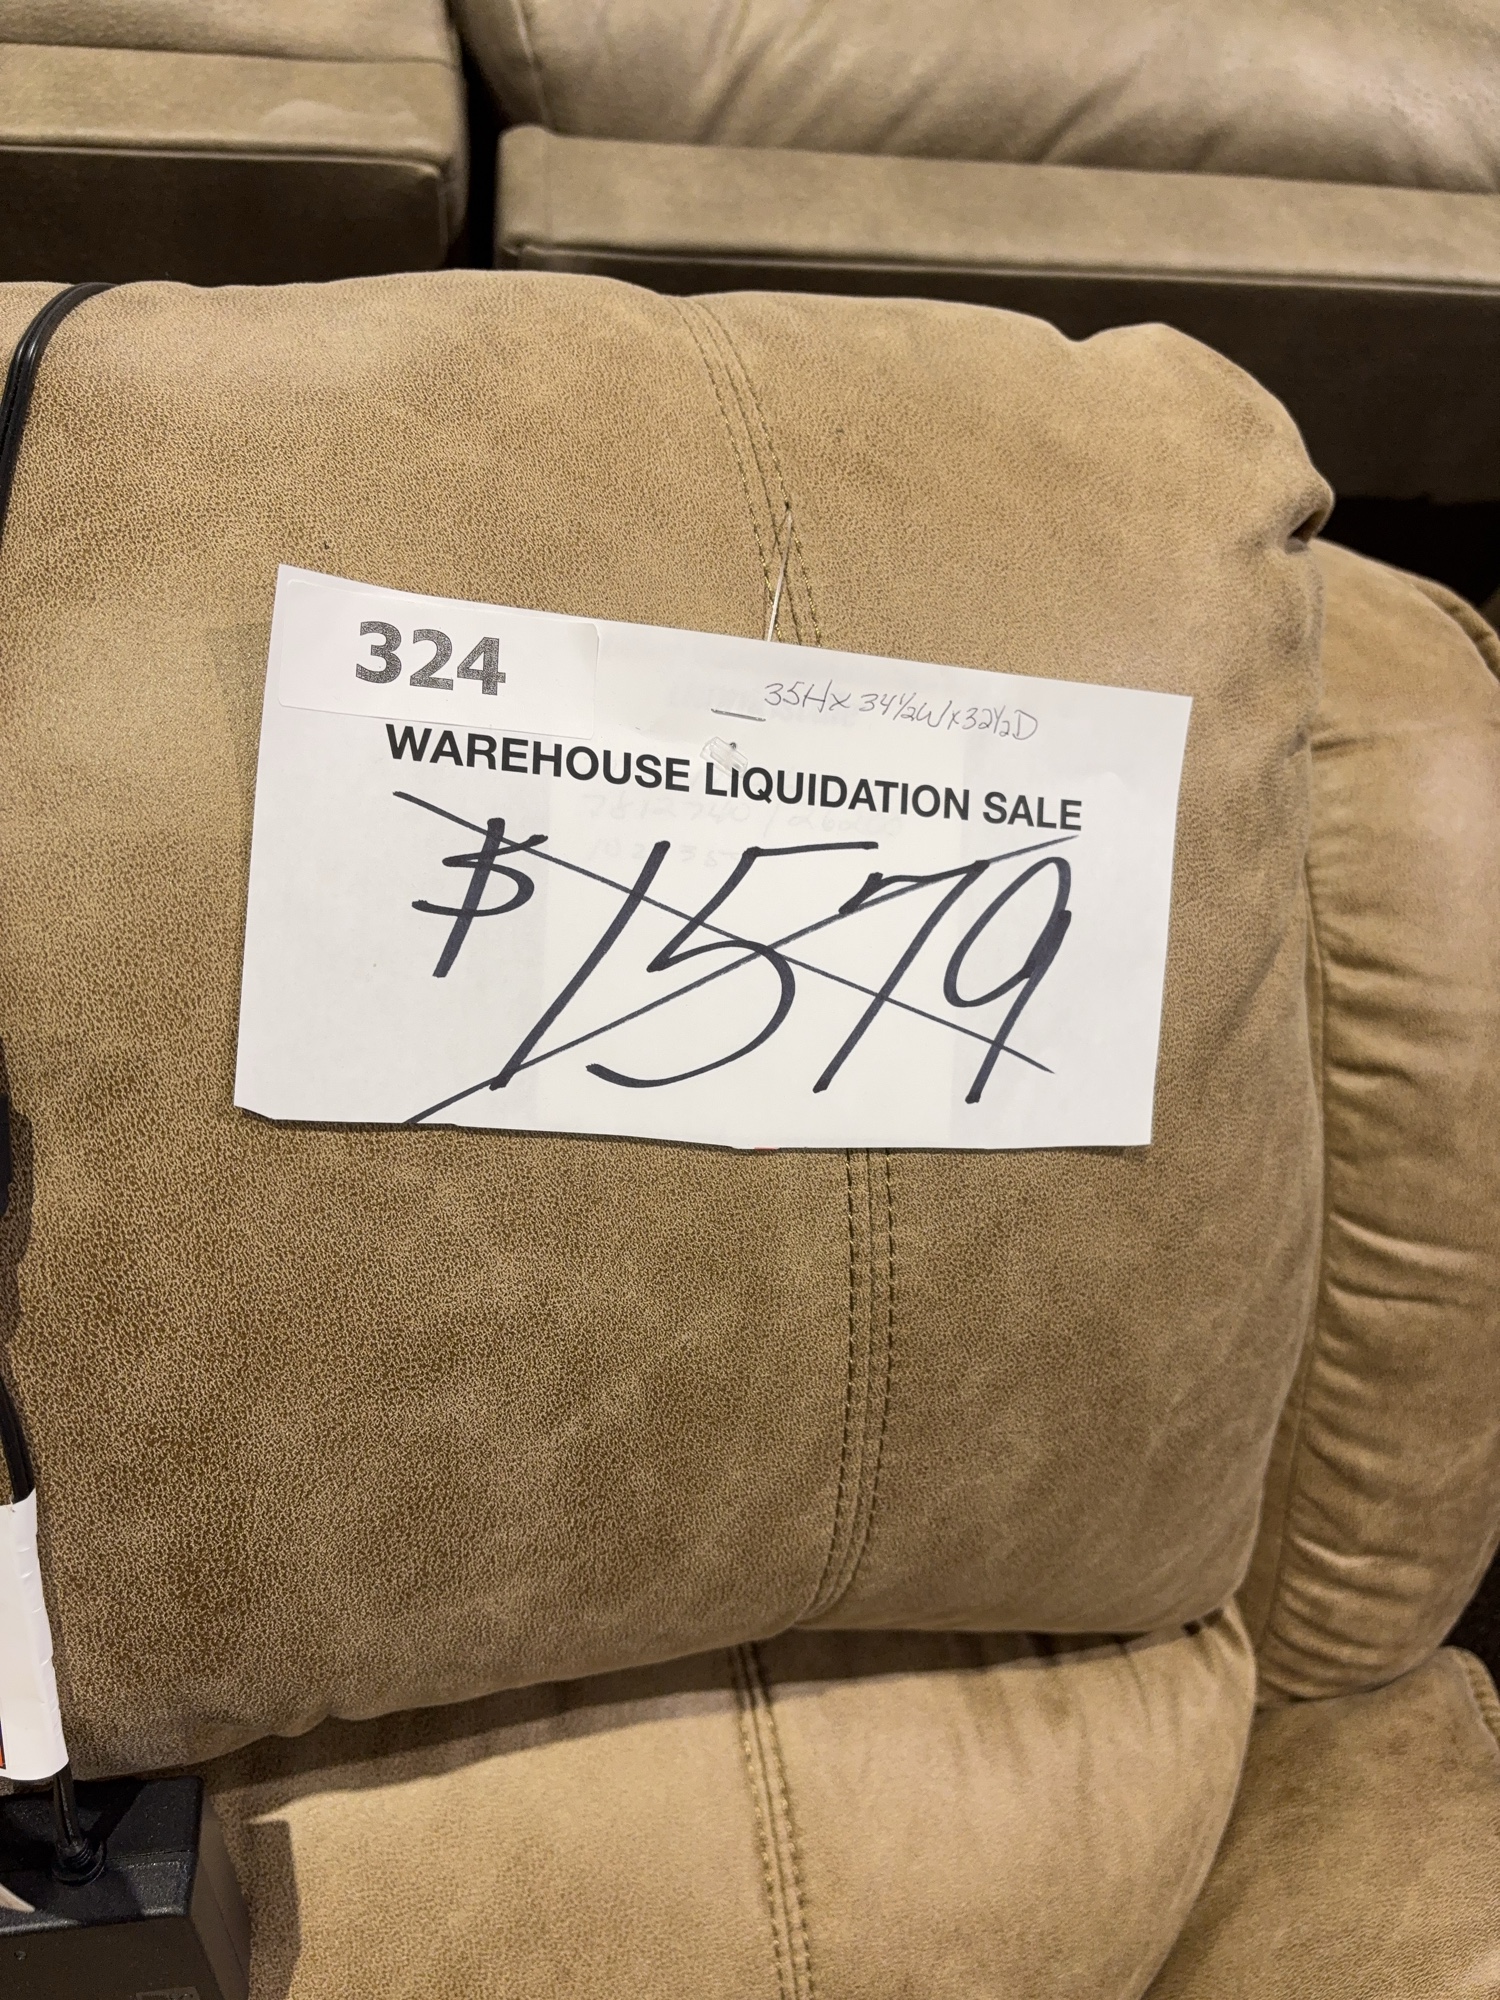 324
35H x 34½W x 32½D
WAREHOUSE LIQUIDATION SALE
$1579